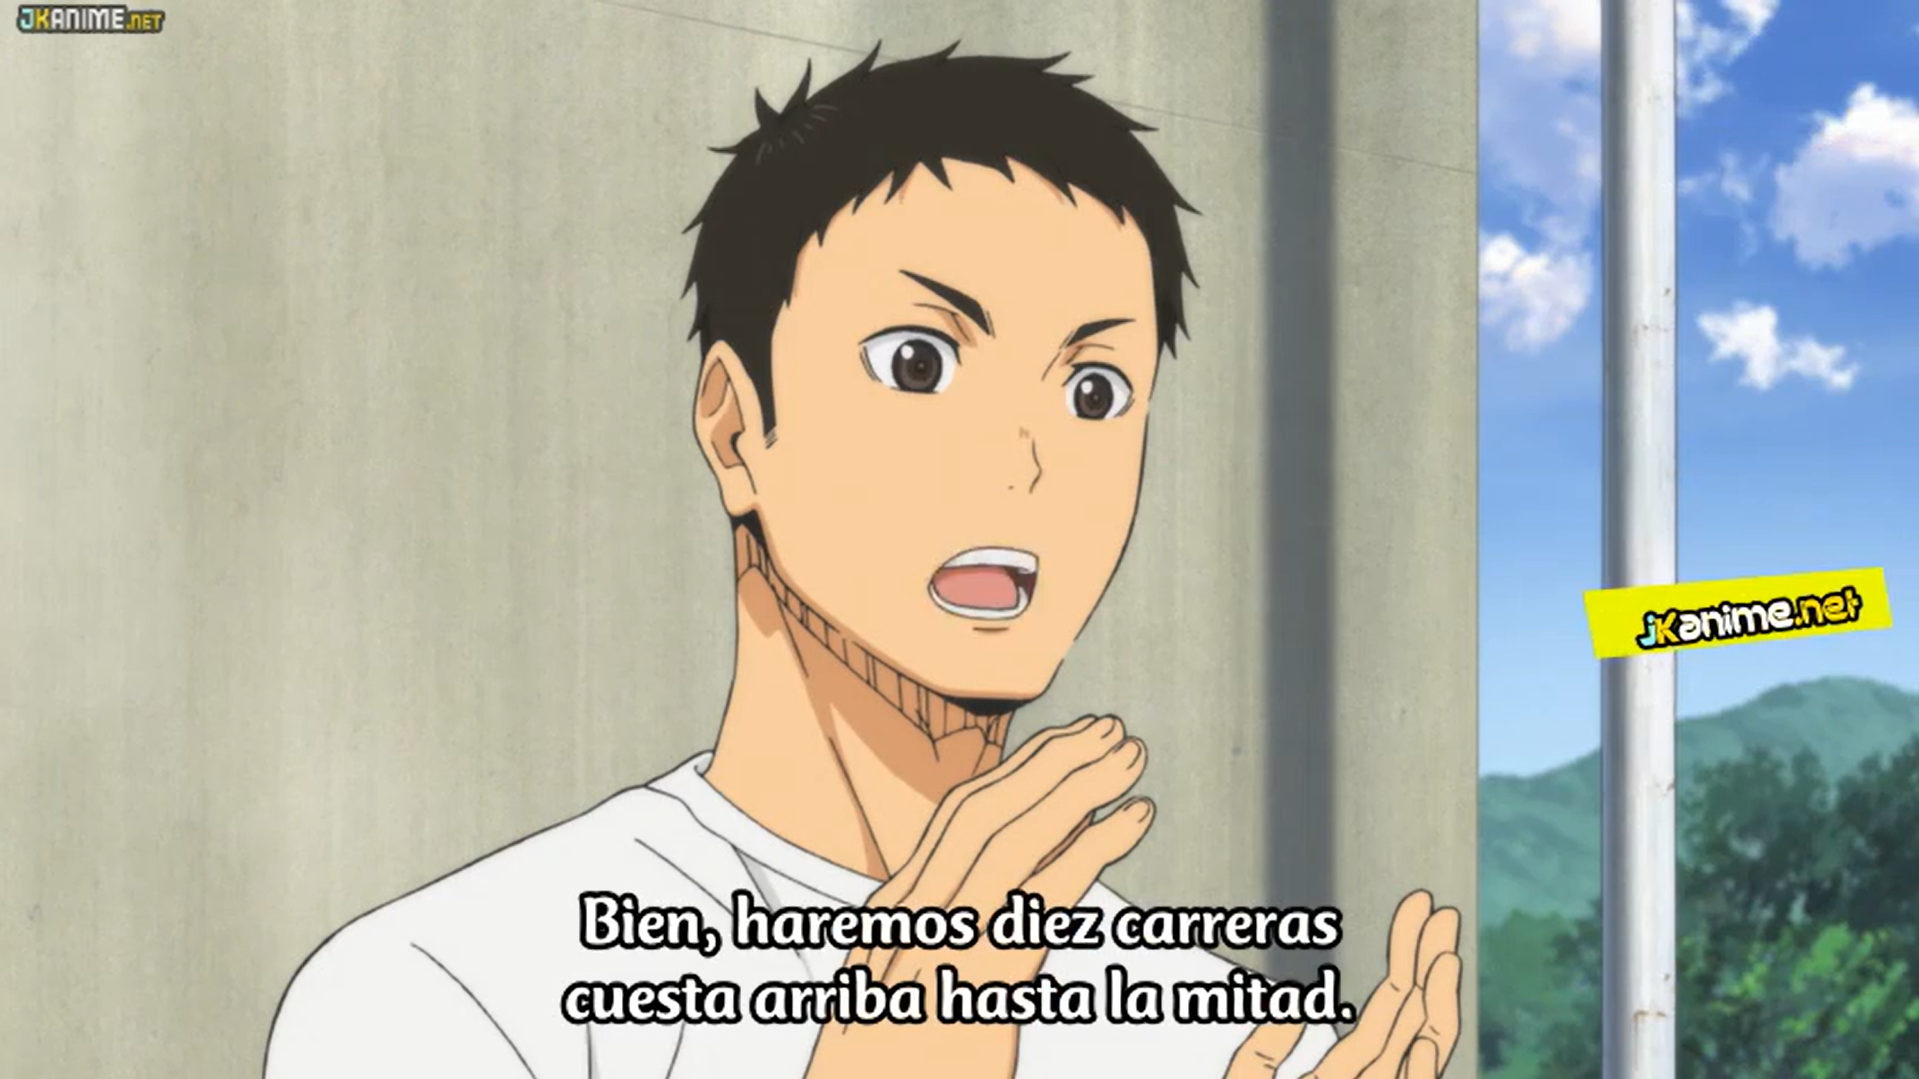 JKANIME.NET
jkanime.net
Bien, haremos diez carreras
cuesta arriba hasta la mitad.